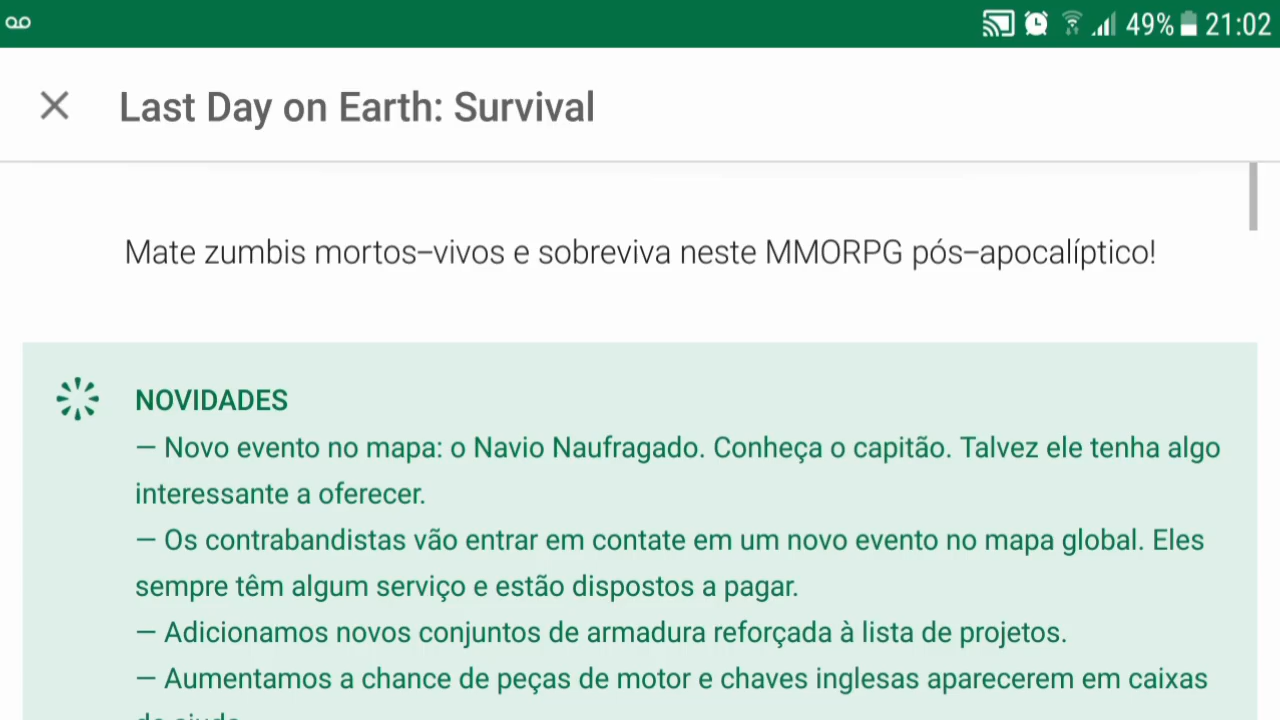 49% 21:02
Last Day on Earth: Survival
Mate zumbis mortos–vivos e sobreviva neste MMORPG pós–apocalíptico!
NOVIDADES
— Novo evento no mapa: o Navio Naufragado. Conheça o capitão. Talvez ele tenha algo
interessante a oferecer.
— Os contrabandistas vão entrar em contate em um novo evento no mapa global. Eles
sempre têm algum serviço e estão dispostos a pagar.
— Adicionamos novos conjuntos de armadura reforçada à lista de projetos.
— Aumentamos a chance de peças de motor e chaves inglesas aparecerem em caixas